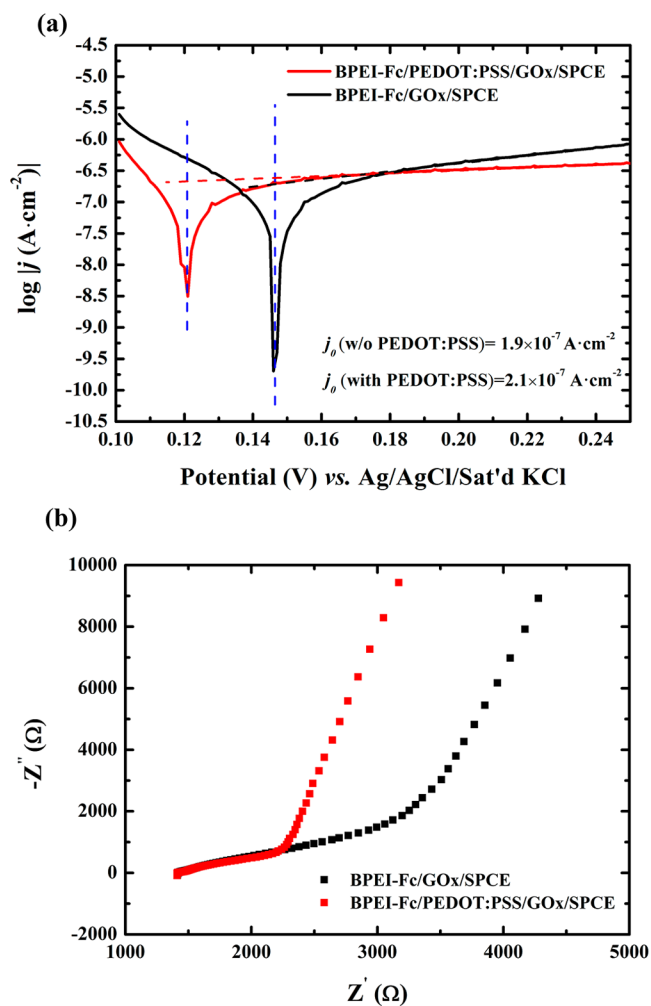 (a)
-4.5
-5.0
-5.5
-6.0
-6.5
-7.0
-7.5
-8.0
-8.5
-9.0
-9.5
-10.0
-10.5
log |j (A·cm⁻²)|
BPEI-Fc/PEDOT:PSS/GOx/SPCE
BPEI-Fc/GOx/SPCE
j₀ (w/o PEDOT:PSS)= 1.9×10⁻⁷ A·cm⁻²
j₀ (with PEDOT:PSS)=2.1×10⁻⁷ A·cm⁻²
0.10 0.12 0.14 0.16 0.18 0.20 0.22 0.24
Potential (V) vs. Ag/AgCl/Sat'd KCl
(b)
10000
8000
6000
4000
2000
0
-2000
-Z'' (Ω)
BPEI-Fc/GOx/SPCE
BPEI-Fc/PEDOT:PSS/GOx/SPCE
1000 2000 3000 4000 5000
Z' (Ω)